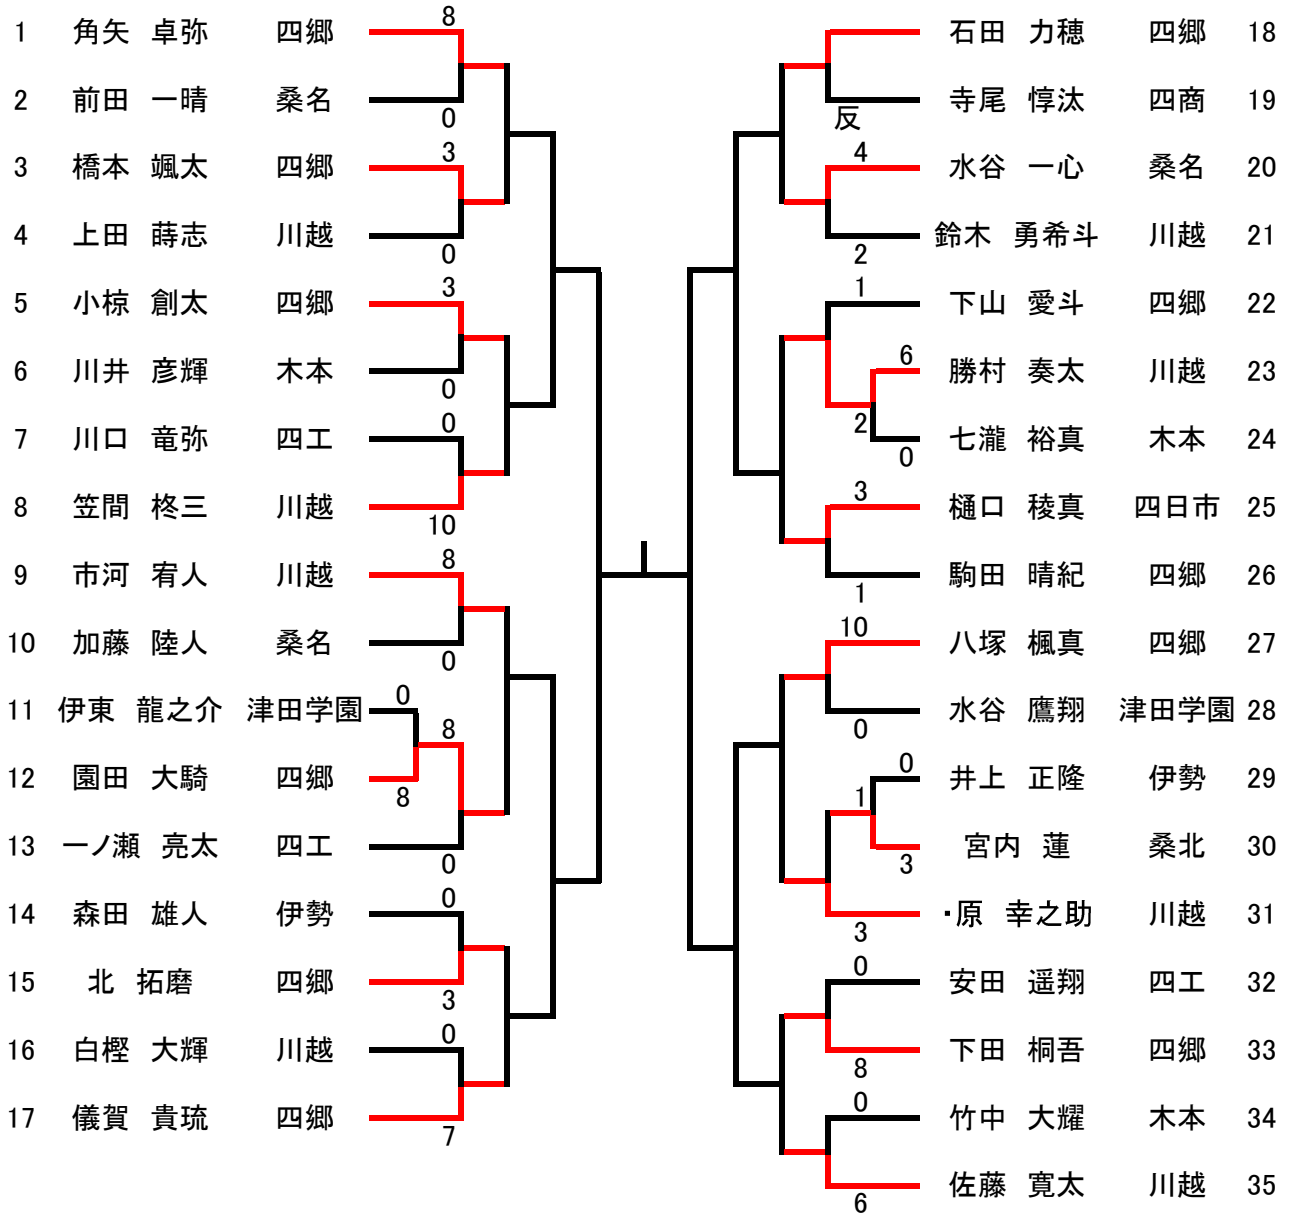 1 角矢 卓弥 四郷 8
2 前田 一晴 桑名 0
3 橋本 颯太 四郷 3
4 上田 蒔志 川越 0
5 小椋 創太 四郷 3
6 川井 彦輝 木本 0
7 川口 竜弥 四工 0
8 笠間 柊三 川越 10
9 市河 宥人 川越 8
10 加藤 陸人 桑名 0
11 伊東 龍之介 津田学園 0
8
12 園田 大騎 四郷 8
13 一ノ瀬 亮太 四工 0
14 森田 雄人 伊勢 0
15 北 拓磨 四郷 3
16 白樫 大輝 川越 0
17 儀賀 貴琉 四郷 7
石田 力穂 四郷 18
反 寺尾 惇汰 四商 19
4 水谷 一心 桑名 20
2 鈴木 勇希斗 川越 21
1 下山 愛斗 四郷 22
6 勝村 奏太 川越 23
2
0 七瀧 裕真 木本 24
3 樋口 稜真 四日市 25
1 駒田 晴紀 四郷 26
10 八塚 楓真 四郷 27
0 水谷 鷹翔 津田学園 28
0 井上 正隆 伊勢 29
1
3 宮内 蓮 桑北 30
3 ・原 幸之助 川越 31
0 安田 遥翔 四工 32
8 下田 桐吾 四郷 33
0 竹中 大耀 木本 34
6 佐藤 寛太 川越 35